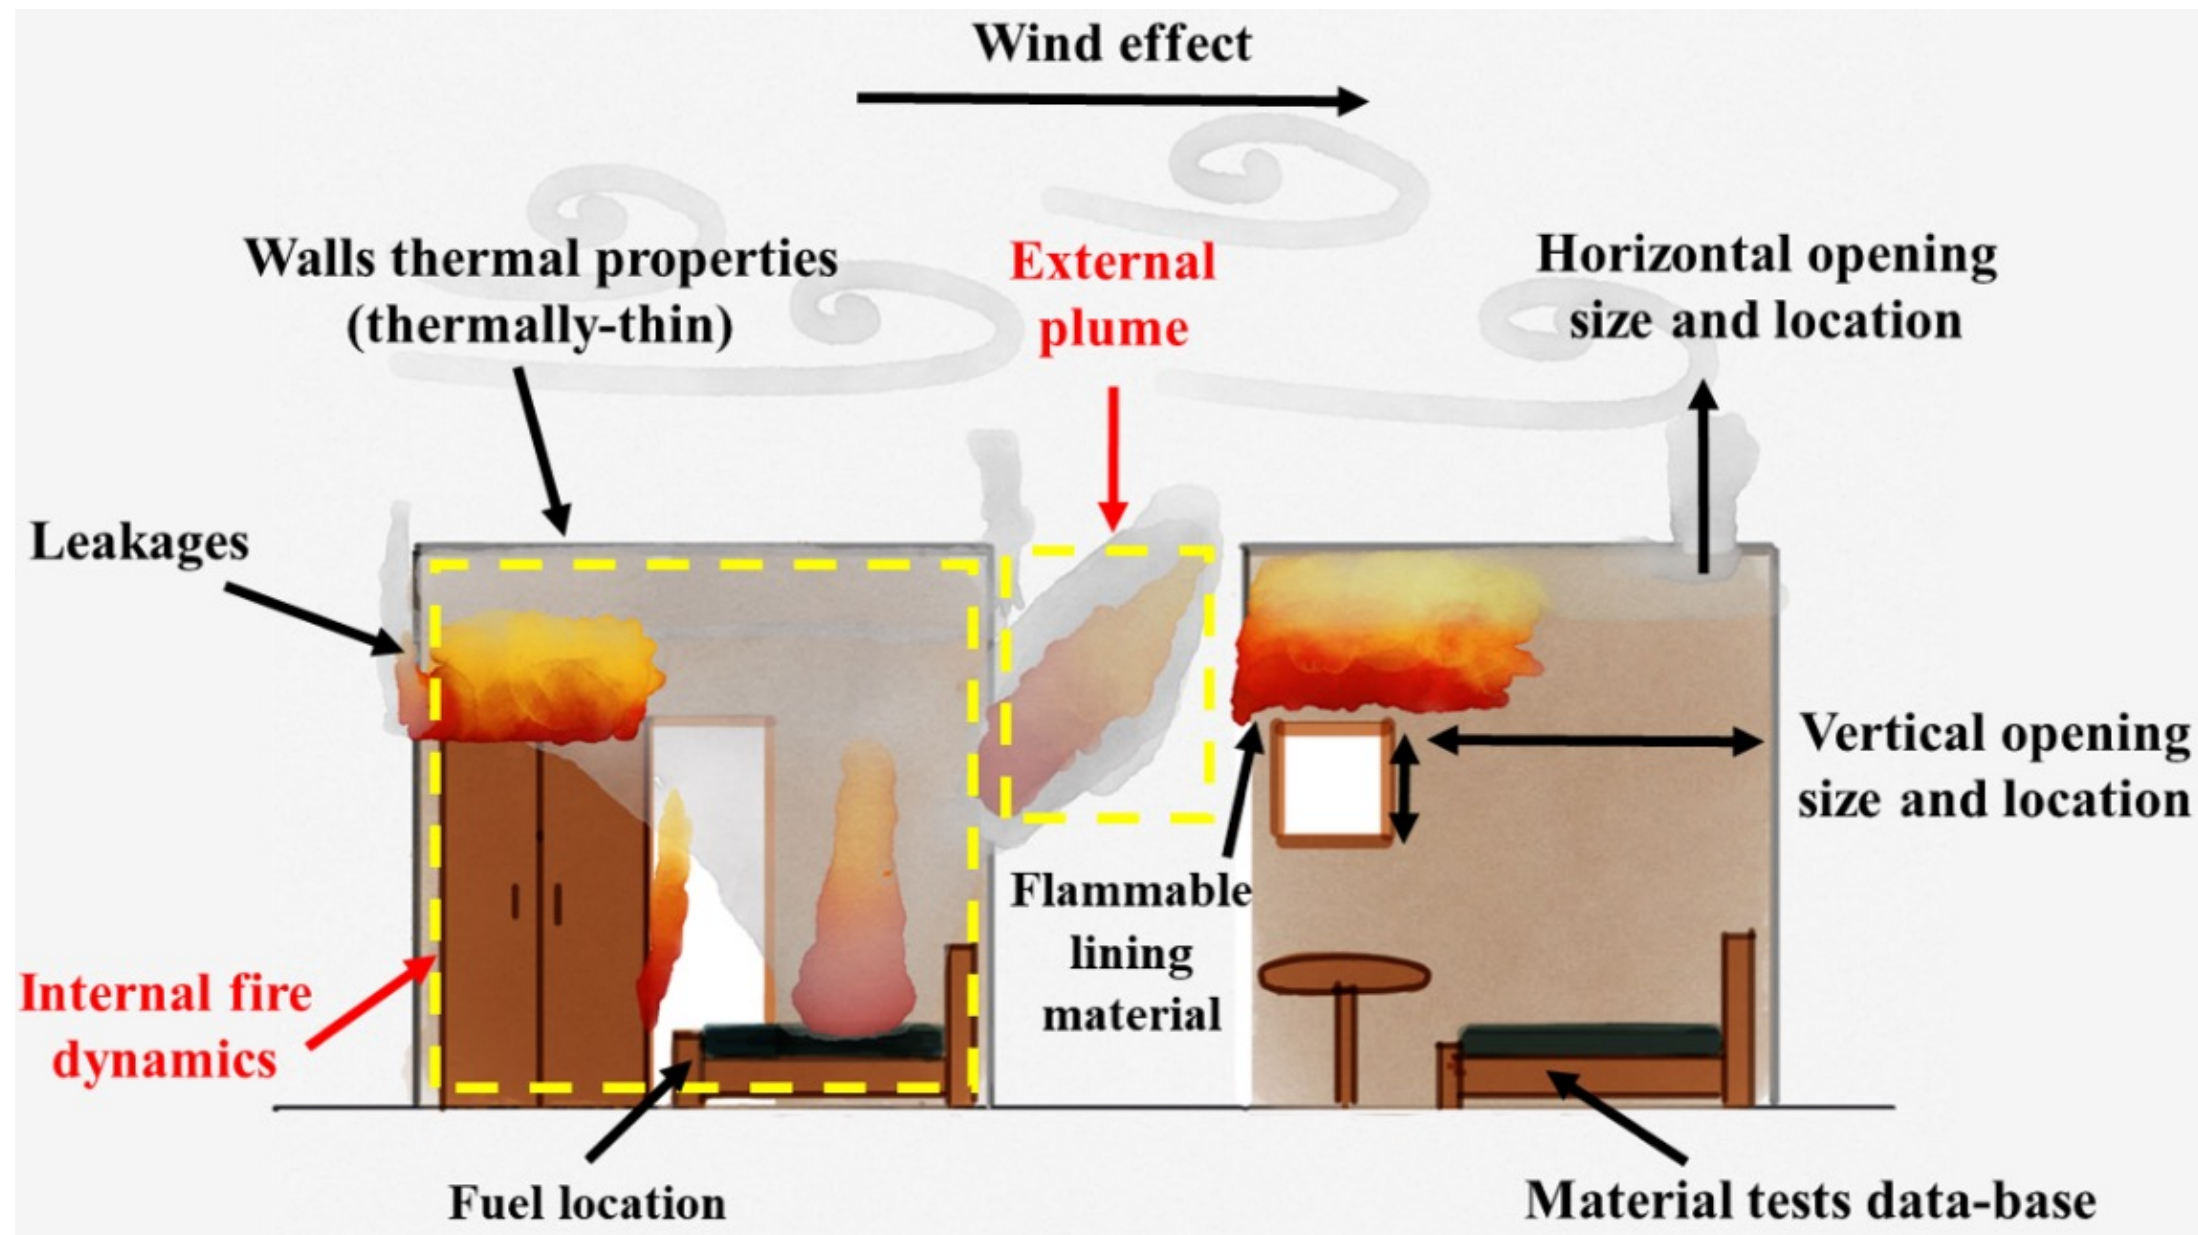 Wind effect
Walls thermal properties
(thermally-thin)
External
plume
Horizontal opening
size and location
Leakages
Vertical opening
size and location
Flammable
lining
material
Internal fire
dynamics
Fuel location
Material tests data-base